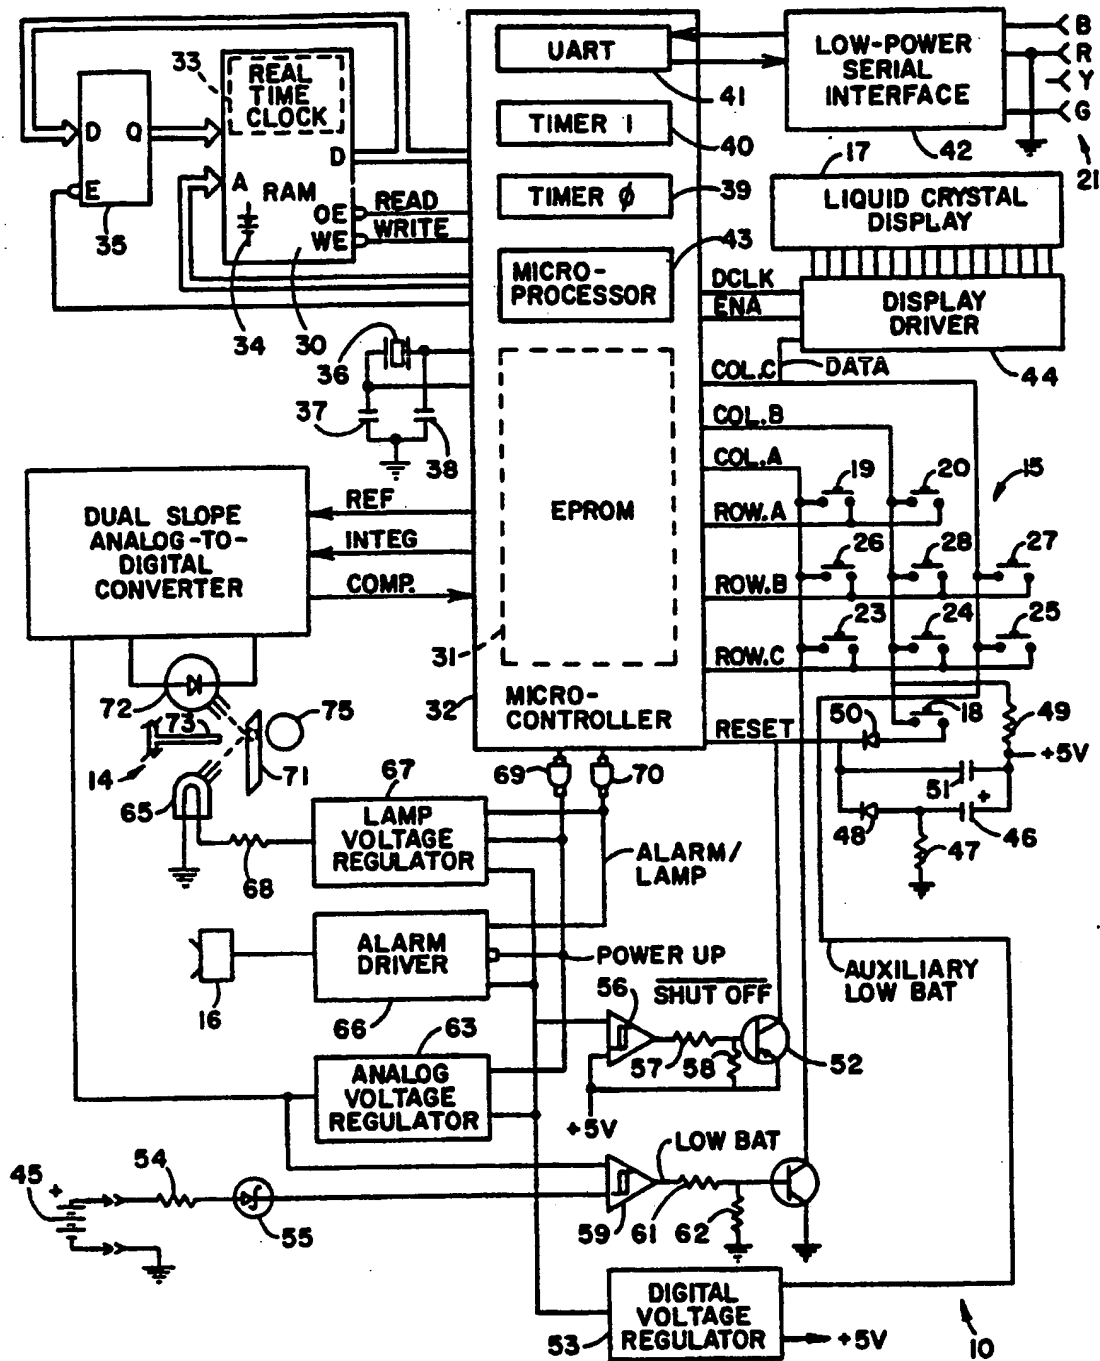 UART
41
TIMER 1
40
TIMER ϕ
39
43
MICRO-
PROCESSOR
EPROM
31
32
MICRO-
CONTROLLER
LOW-POWER
SERIAL
INTERFACE
42
B
R
Y
G
21
17
LIQUID CRYSTAL
DISPLAY
DCLK
ENA
DISPLAY
DRIVER
44
COL.C
DATA
COL.B
COL.A
ROW.A
ROW.B
ROW.C
RESET
19
20
15
26
28
27
23
24
25
18
50
49
+5V
51
48
+
46
47
33
REAL
TIME
CLOCK
D
Q
E
35
D
A
RAM
OE
WE
READ
WRITE
34
30
36
37
38
DUAL SLOPE
ANALOG-TO-
DIGITAL
CONVERTER
REF
INTEG
COMP.
72
73
75
14
71
65
68
67
69
70
LAMP
VOLTAGE
REGULATOR
ALARM/
LAMP
ALARM
DRIVER
POWER UP
16
66
56
SHUT OFF
57
58
52
+5V
AUXILIARY
LOW BAT
63
ANALOG
VOLTAGE
REGULATOR
LOW BAT
45
+
54
55
59
61
62
DIGITAL
VOLTAGE
REGULATOR
53
+5V
10